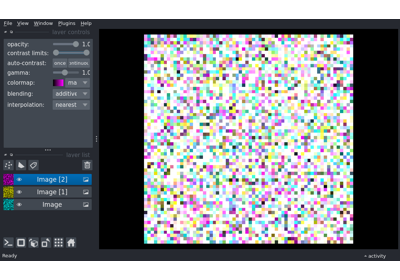 File View Window Plugins Help
layer controls
opacity: 1.0
contrast limits:
auto-contrast: once
gamma: 1.0
colormap: ma
blending: additive
interpolation: nearest
layer list
Image [2]
Image [1]
Image
Ready activity